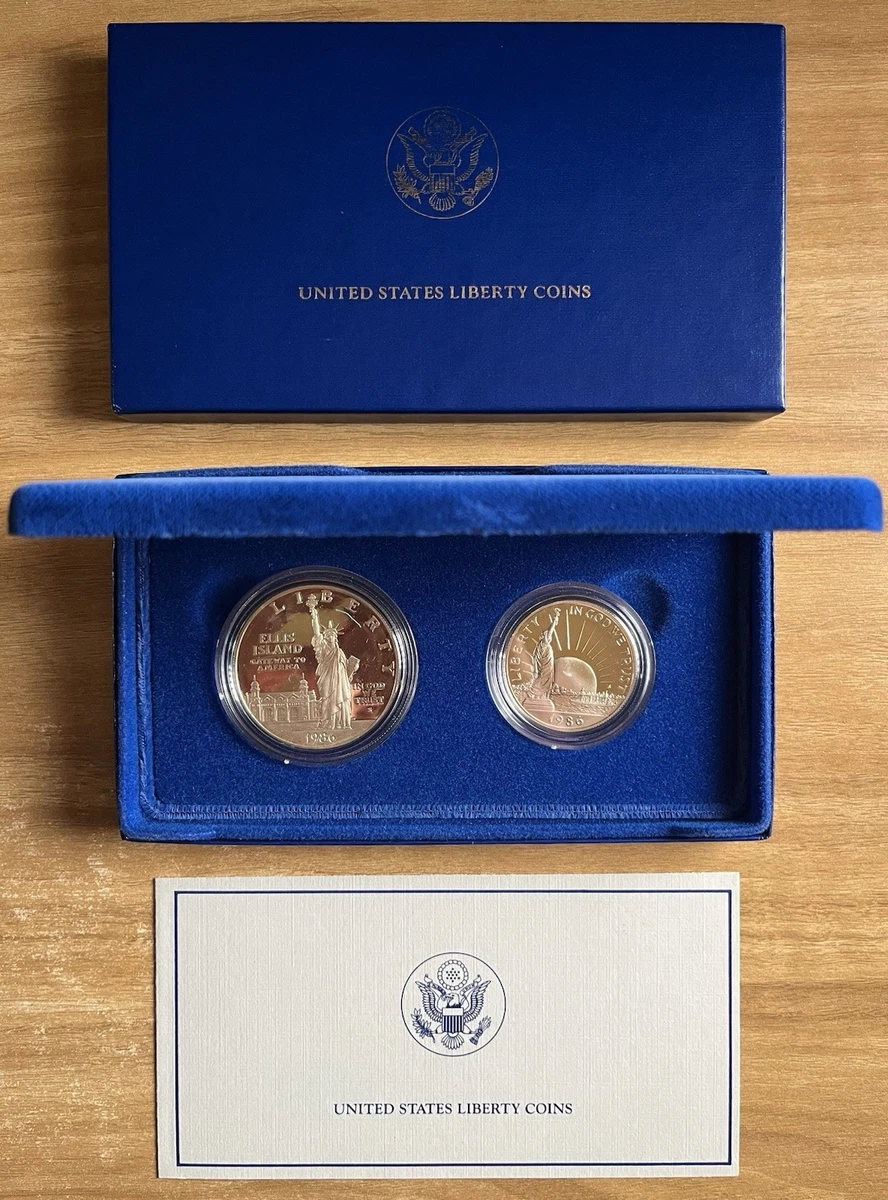 UNITED STATES LIBERTY COINS
LIBERTY
ELLIS
ISLAND
GATEWAY TO
AMERICA
IN GOD
WE
TRUST
S
1986
LIBERTY
IN GOD WE TRUST
1986
UNITED STATES LIBERTY COINS